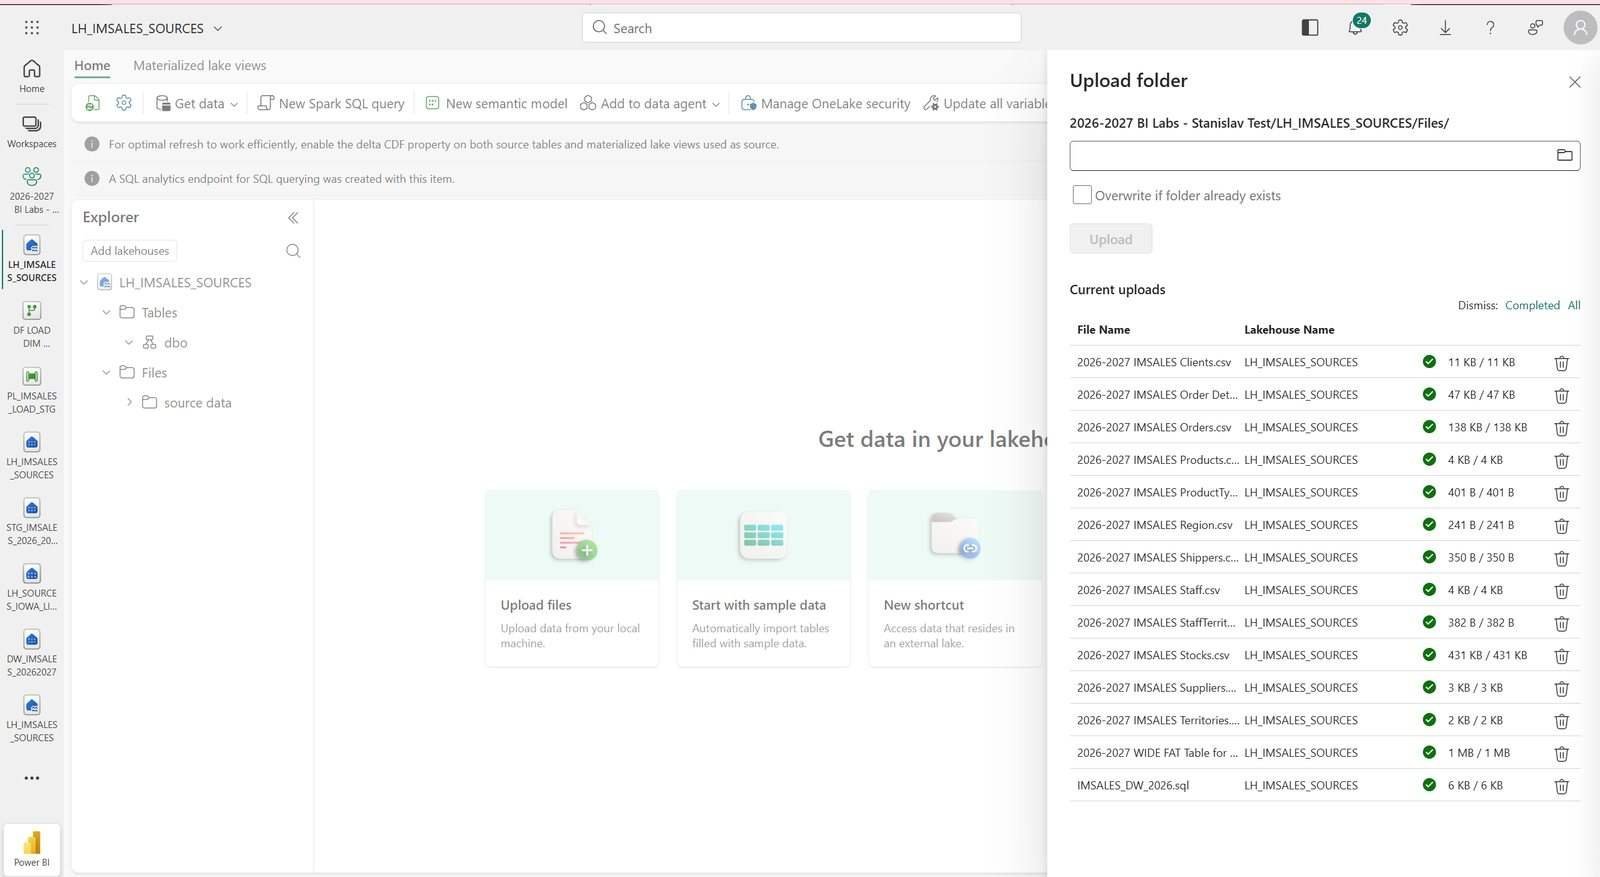 LH_IMSALES_SOURCES
Search
24
Home
Workspaces
2026-2027
BI Labs - ...
LH_IMSALE
S_SOURCES
DF LOAD
DIM ...
PL_IMSALES
_LOAD_STG
LH_IMSALES
_SOURCES
STG_IMSALE
S_2026_20...
LH_SOURCE
S_IOWA_LI...
DW_IMSALE
S_20262027
LH_IMSALES
_SOURCES
Power BI
Home Materialized lake views
Get data New Spark SQL query New semantic model Add to data agent Manage OneLake security Update all variable
For optimal refresh to work efficiently, enable the delta CDF property on both source tables and materialized lake views used as source.
A SQL analytics endpoint for SQL querying was created with this item.
Explorer
Add lakehouses
LH_IMSALES_SOURCES
Tables
dbo
Files
source data
Get data in your lakeh
Upload files
Upload data from your local
machine.
Start with sample data
Automatically import tables
filled with sample data.
New shortcut
Access data that resides in
an external lake.
Upload folder
2026-2027 BI Labs - Stanislav Test/LH_IMSALES_SOURCES/Files/
Overwrite if folder already exists
Upload
Current uploads
Dismiss: Completed All
File Name Lakehouse Name
2026-2027 IMSALES Clients.csv LH_IMSALES_SOURCES 11 KB / 11 KB
2026-2027 IMSALES Order Det... LH_IMSALES_SOURCES 47 KB / 47 KB
2026-2027 IMSALES Orders.csv LH_IMSALES_SOURCES 138 KB / 138 KB
2026-2027 IMSALES Products.c... LH_IMSALES_SOURCES 4 KB / 4 KB
2026-2027 IMSALES ProductTy... LH_IMSALES_SOURCES 401 B / 401 B
2026-2027 IMSALES Region.csv LH_IMSALES_SOURCES 241 B / 241 B
2026-2027 IMSALES Shippers.c... LH_IMSALES_SOURCES 350 B / 350 B
2026-2027 IMSALES Staff.csv LH_IMSALES_SOURCES 4 KB / 4 KB
2026-2027 IMSALES StaffTerrit... LH_IMSALES_SOURCES 382 B / 382 B
2026-2027 IMSALES Stocks.csv LH_IMSALES_SOURCES 431 KB / 431 KB
2026-2027 IMSALES Suppliers.... LH_IMSALES_SOURCES 3 KB / 3 KB
2026-2027 IMSALES Territories.... LH_IMSALES_SOURCES 2 KB / 2 KB
2026-2027 WIDE FAT Table for ... LH_IMSALES_SOURCES 1 MB / 1 MB
IMSALES_DW_2026.sql LH_IMSALES_SOURCES 6 KB / 6 KB